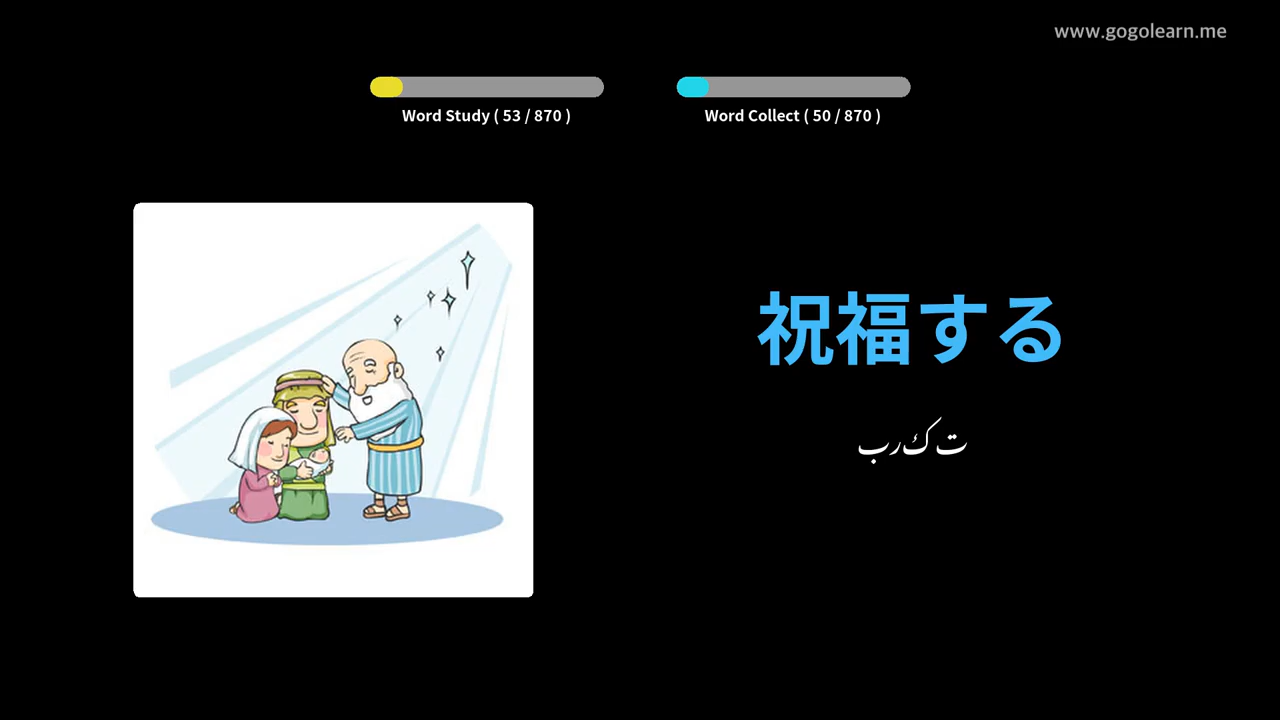 www.gogolearn.me
Word Study ( 53 / 870 )
Word Collect ( 50 / 870 )
祝福する
ت ک رب